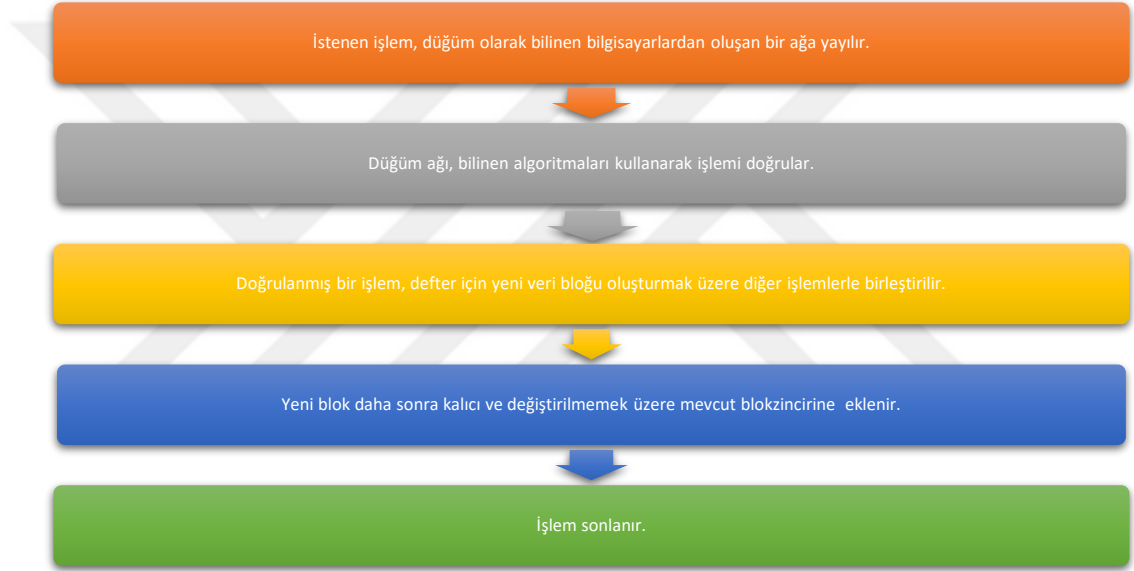 İstenen işlem, düğüm olarak bilinen bilgisayarlardan oluşan bir ağa yayılır.
Düğüm ağı, bilinen algoritmaları kullanarak işlemi doğrular.
Doğrulanmış bir işlem, defter için yeni veri bloğu oluşturmak üzere diğer işlemlerle birleştirilir.
Yeni blok daha sonra kalıcı ve değiştirilmemek üzere mevcut blokzincirine eklenir.
İşlem sonlanır.